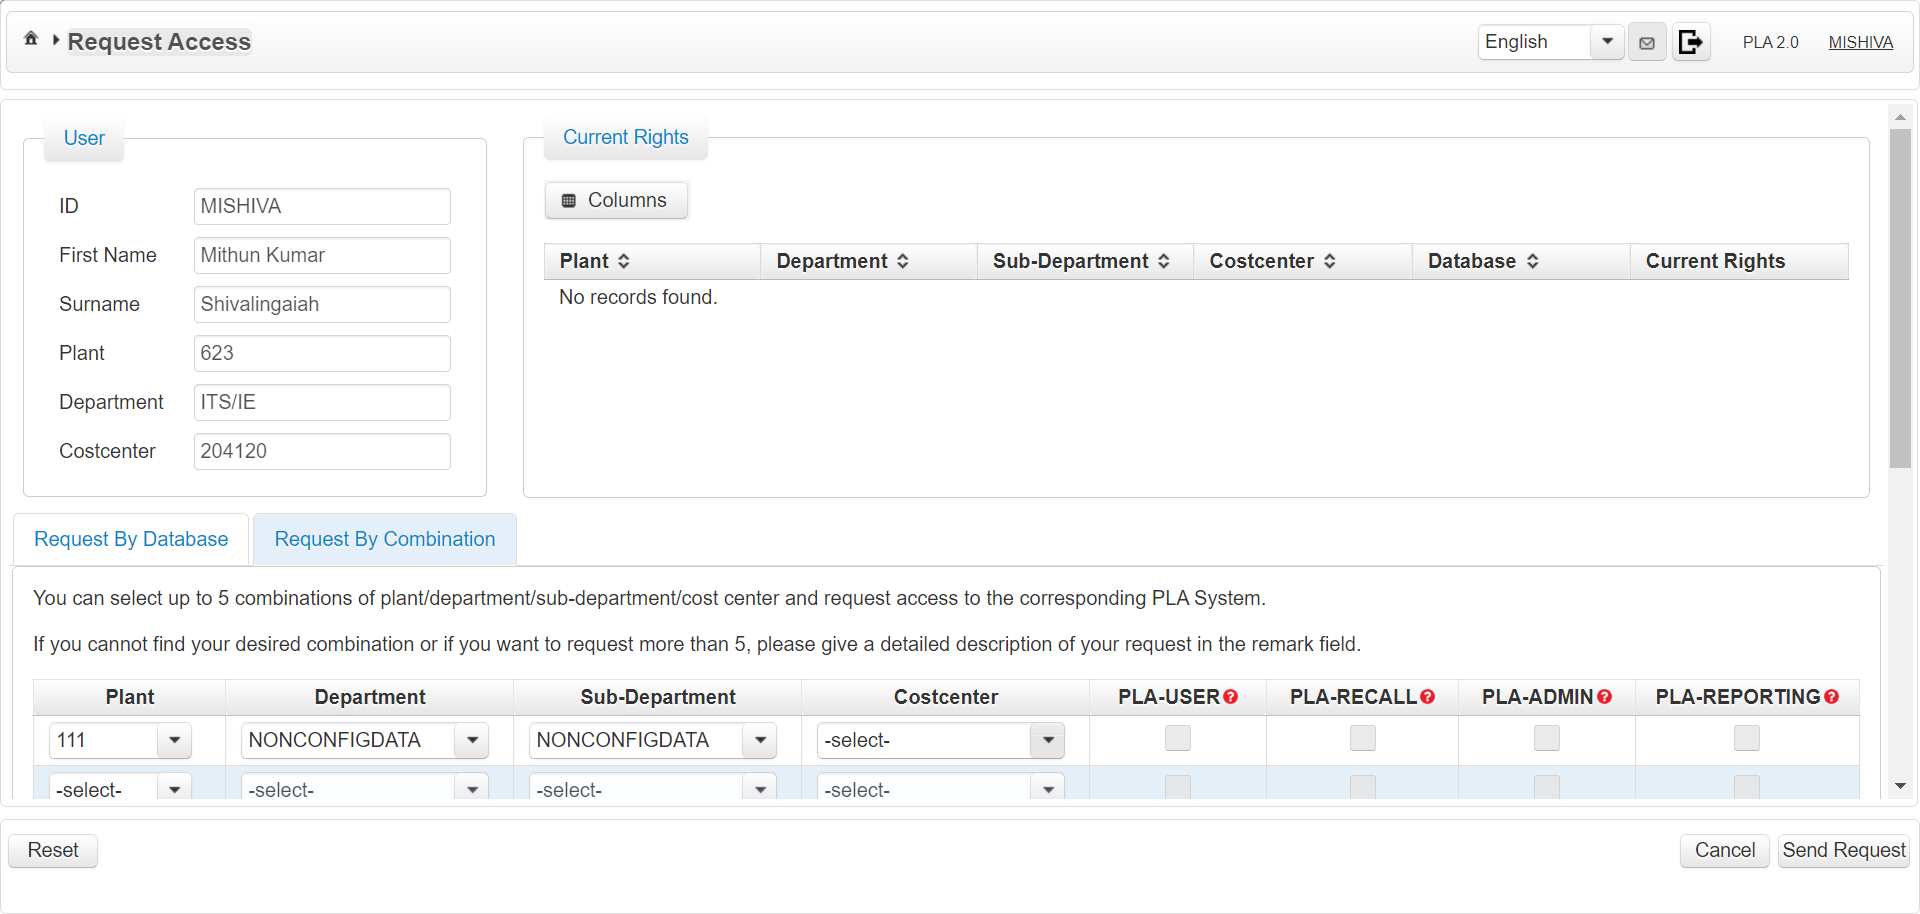 Request Access
English
PLA 2.0
MISHIVA
User
ID
MISHIVA
First Name
Mithun Kumar
Surname
Shivalingaiah
Plant
623
Department
ITS/IE
Costcenter
204120
Current Rights
Columns
Plant Department Sub-Department Costcenter Database Current Rights
No records found.
Request By Database
Request By Combination
You can select up to 5 combinations of plant/department/sub-department/cost center and request access to the corresponding PLA System.
If you cannot find your desired combination or if you want to request more than 5, please give a detailed description of your request in the remark field.
Plant Department Sub-Department Costcenter PLA-USER? PLA-RECALL? PLA-ADMIN? PLA-REPORTING?
111 NONCONFIGDATA NONCONFIGDATA -select-
-select- -select- -select- -select-
Reset
Cancel
Send Request